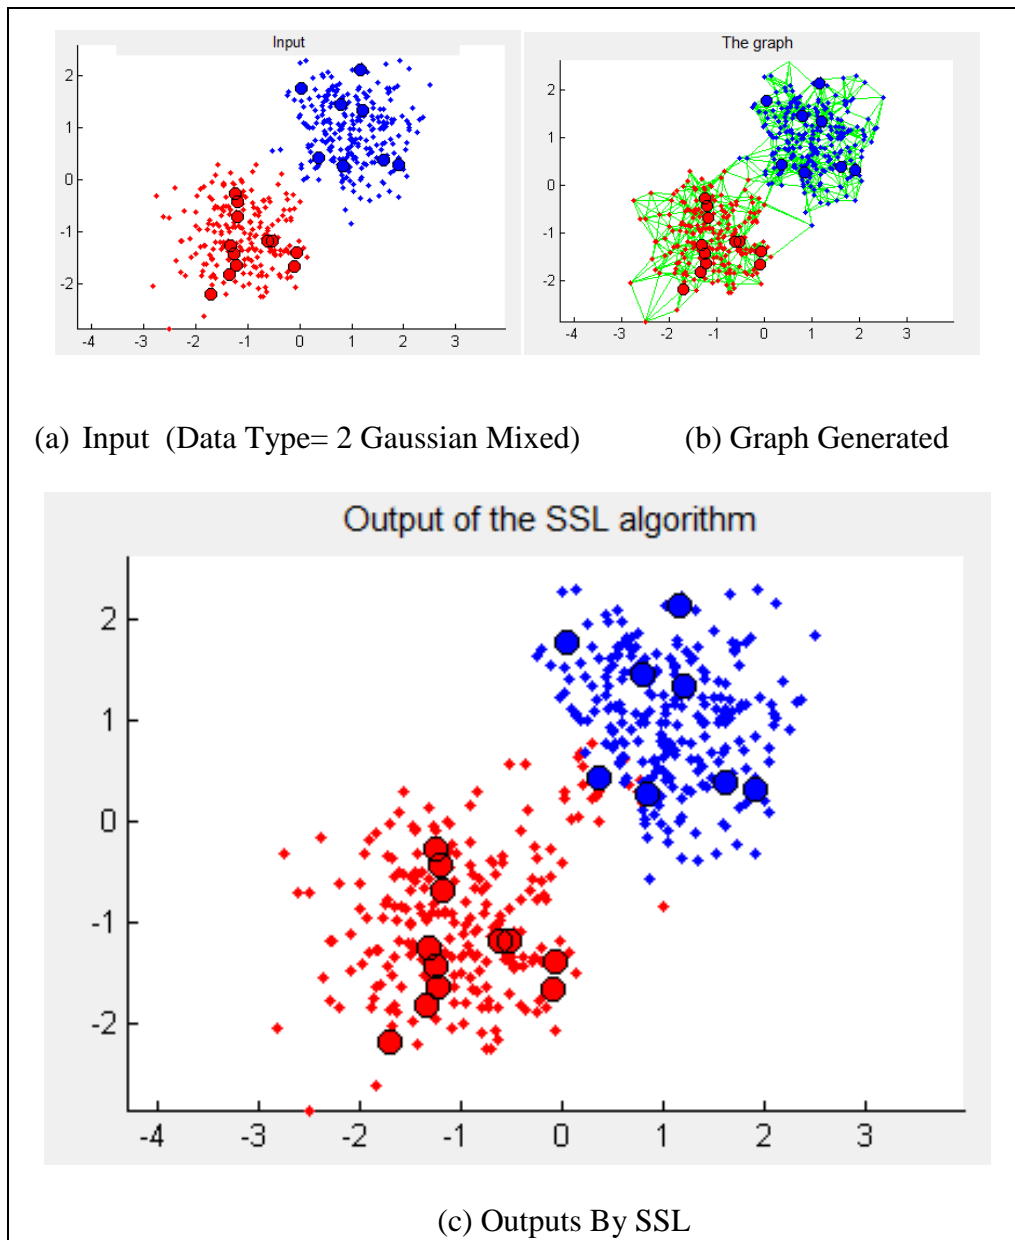 Input
The graph
2
1
0
-1
-2
-4 -3 -2 -1 0 1 2 3
2
1
0
-1
-2
-4 -3 -2 -1 0 1 2 3
(a) Input (Data Type= 2 Gaussian Mixed)
(b) Graph Generated
Output of the SSL algorithm
2
1
0
-1
-2
-4 -3 -2 -1 0 1 2 3
(c) Outputs By SSL